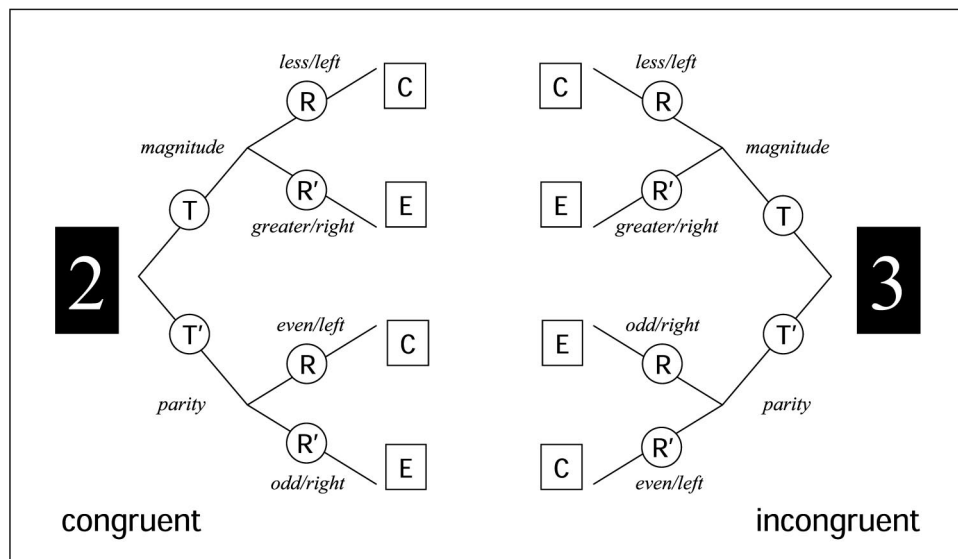 less/left
R
C
magnitude
T
R'
E
greater/right
2
T'
even/left
R
C
parity
R'
E
odd/right
congruent
less/left
C
R
magnitude
R'
T
E
greater/right
3
odd/right
T'
E
R
parity
C
R'
even/left
incongruent